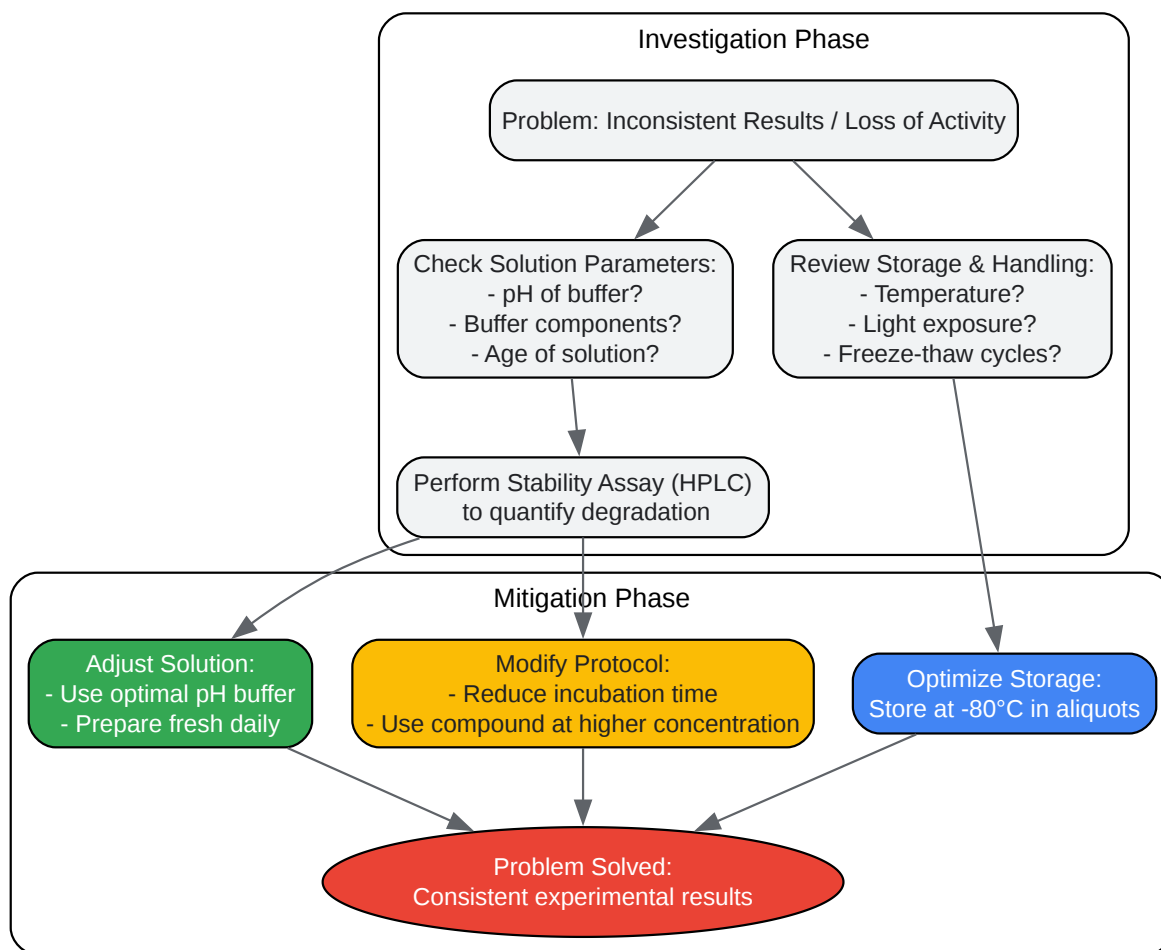 Investigation Phase
Problem: Inconsistent Results / Loss of Activity
Check Solution Parameters:
- pH of buffer?
- Buffer components?
- Age of solution?
Review Storage & Handling:
- Temperature?
- Light exposure?
- Freeze-thaw cycles?
Perform Stability Assay (HPLC)
to quantify degradation
Mitigation Phase
Adjust Solution:
- Use optimal pH buffer
- Prepare fresh daily
Modify Protocol:
- Reduce incubation time
- Use compound at higher concentration
Optimize Storage:
Store at -80°C in aliquots
Problem Solved:
Consistent experimental results